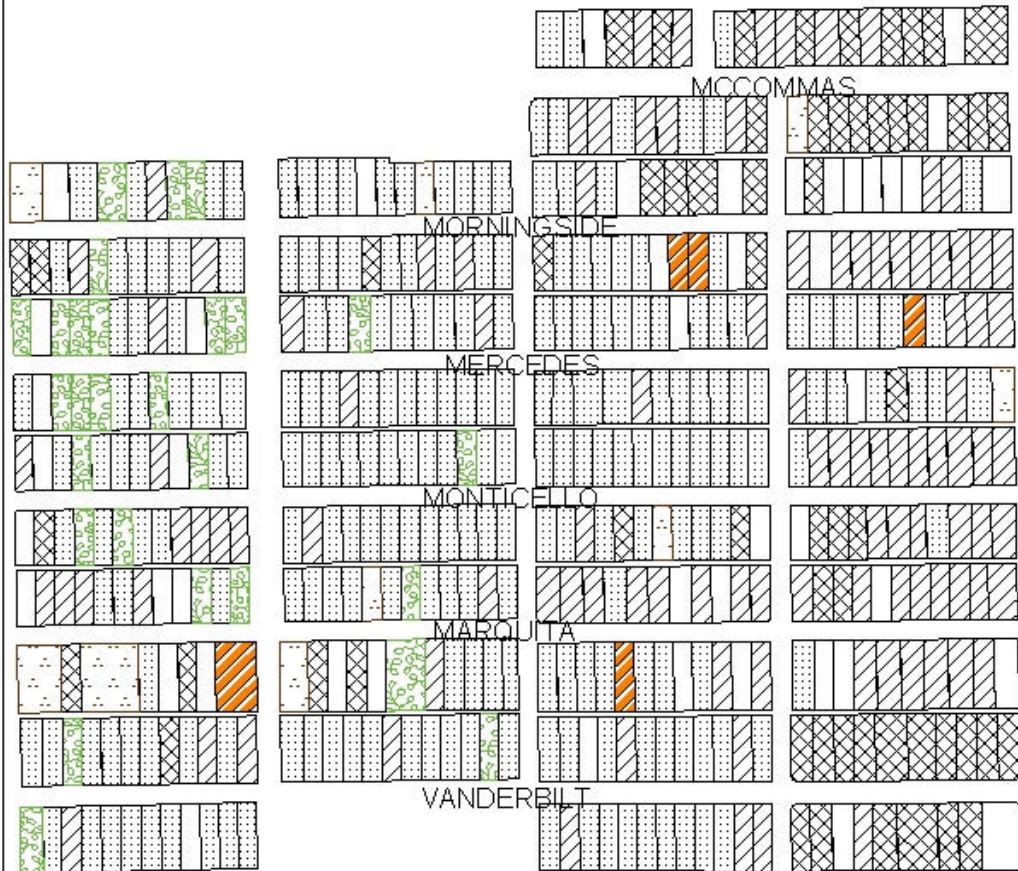 MCCOMMAS
MORNINGSIDE
MERCEDES
MONTICELLO
MARQUITA
VANDERBILT